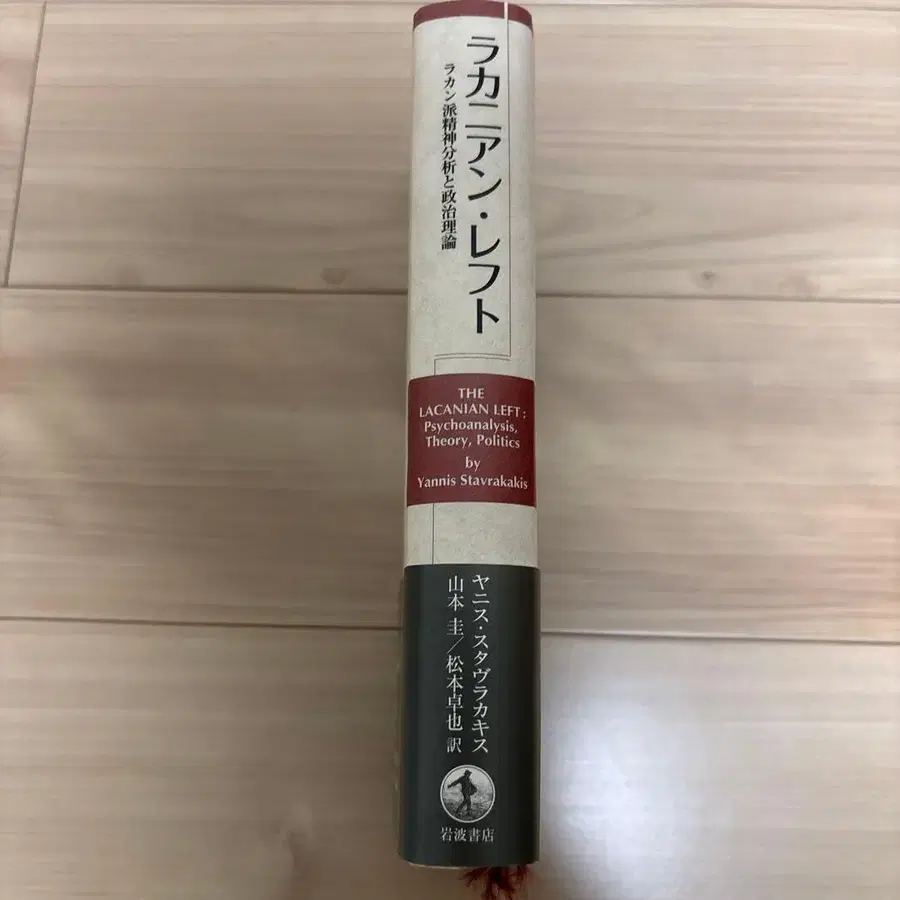 ラカニアン・レフト
ラカン派精神分析と政治理論
THE
LACANIAN LEFT :
Psychoanalysis,
Theory, Politics
by
Yannis Stavrakakis
ヤニス・スタヴラカキス
山本 圭／松本卓也 訳
岩波書店